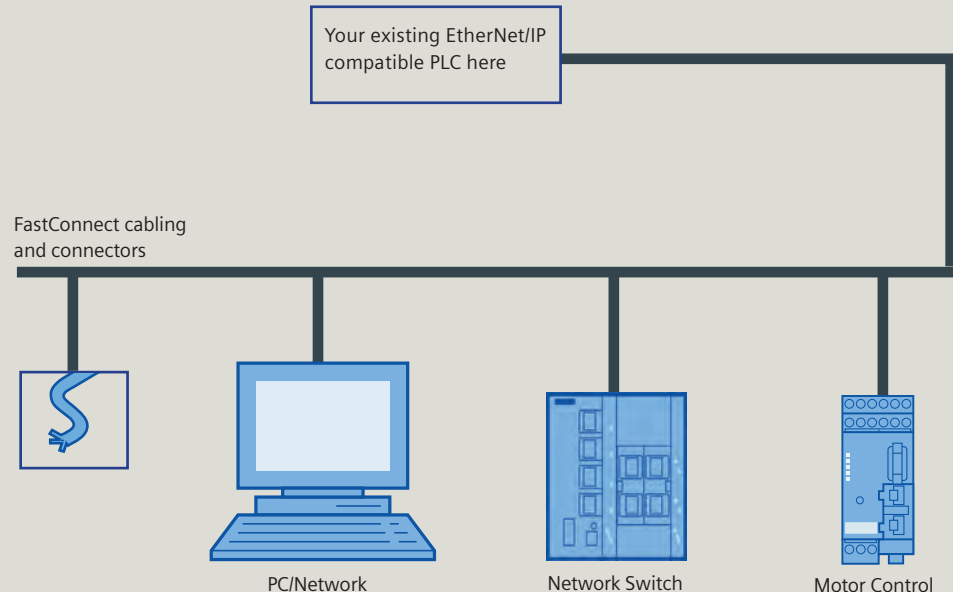 Your existing EtherNet/IP
compatible PLC here
FastConnect cabling
and connectors
PC/Network
Network Switch
Motor Control